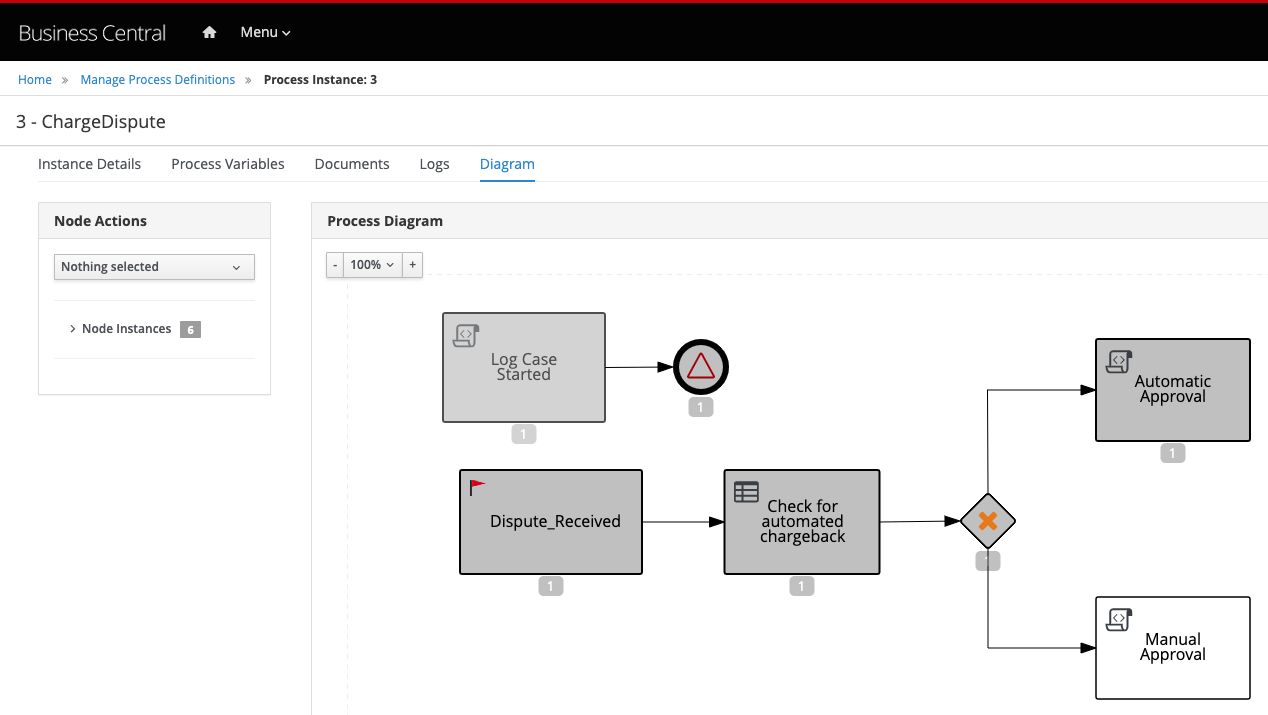 Business Central
Menu
Home » Manage Process Definitions » Process Instance: 3
3 - ChargeDispute
Instance Details
Process Variables
Documents
Logs
Diagram
Node Actions
Nothing selected
Node Instances 6
Process Diagram
- 100% +
Log Case
Started
1
1
Automatic
Approval
1
Dispute_Received
1
Check for
automated
chargeback
1
1
Manual
Approval